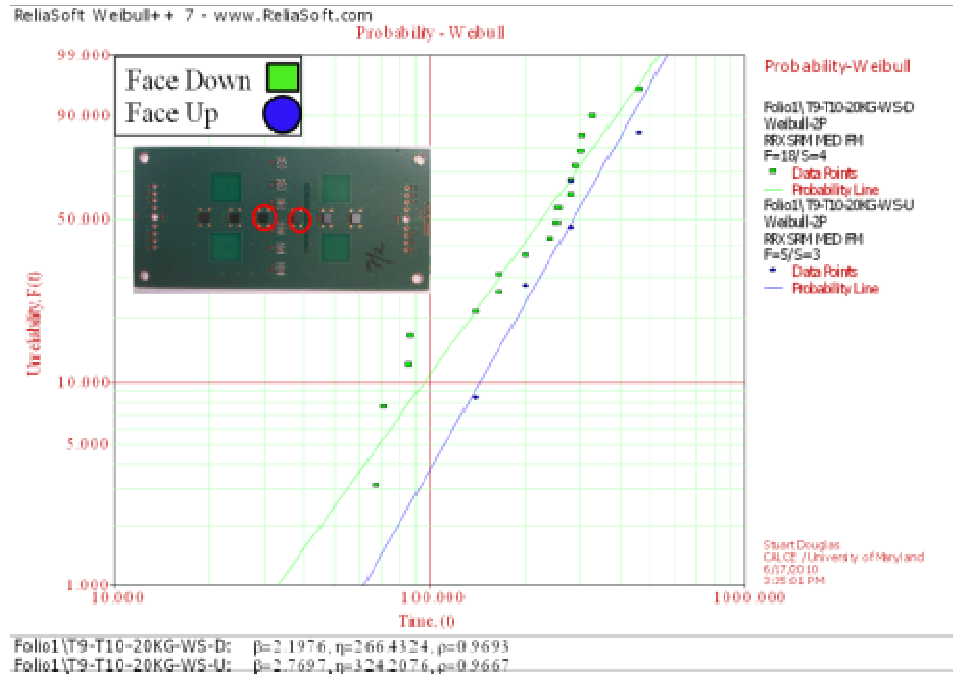 ReliaSoft Weibull++ 7 - www.ReliaSoft.com
Probability - Weibull
99.000
90.000
50.000
10.000
5.000
1.000
Unreliability, F(t)
Face Down
Face Up
10.000
100.000
1000.000
Time, (t)
Probability-Weibull
Folio1\T9-T10-20KG-WS-D
Weibull-2P
RRX SRM MED FM
F=18/S=4
Data Points
Probability Line
Folio1\T9-T10-20KG-WS-U
Weibull-2P
RRX SRM MED FM
F=5/S=3
Data Points
Probability Line
Stuart Douglas
CALCE / University of Maryland
6/17/2010
3:25:01 PM
Folio1\T9-T10-20KG-WS-D: β=2.1976, η=266.4324, ρ=0.9693
Folio1\T9-T10-20KG-WS-U: β=2.7697, η=324.2076, ρ=0.9667